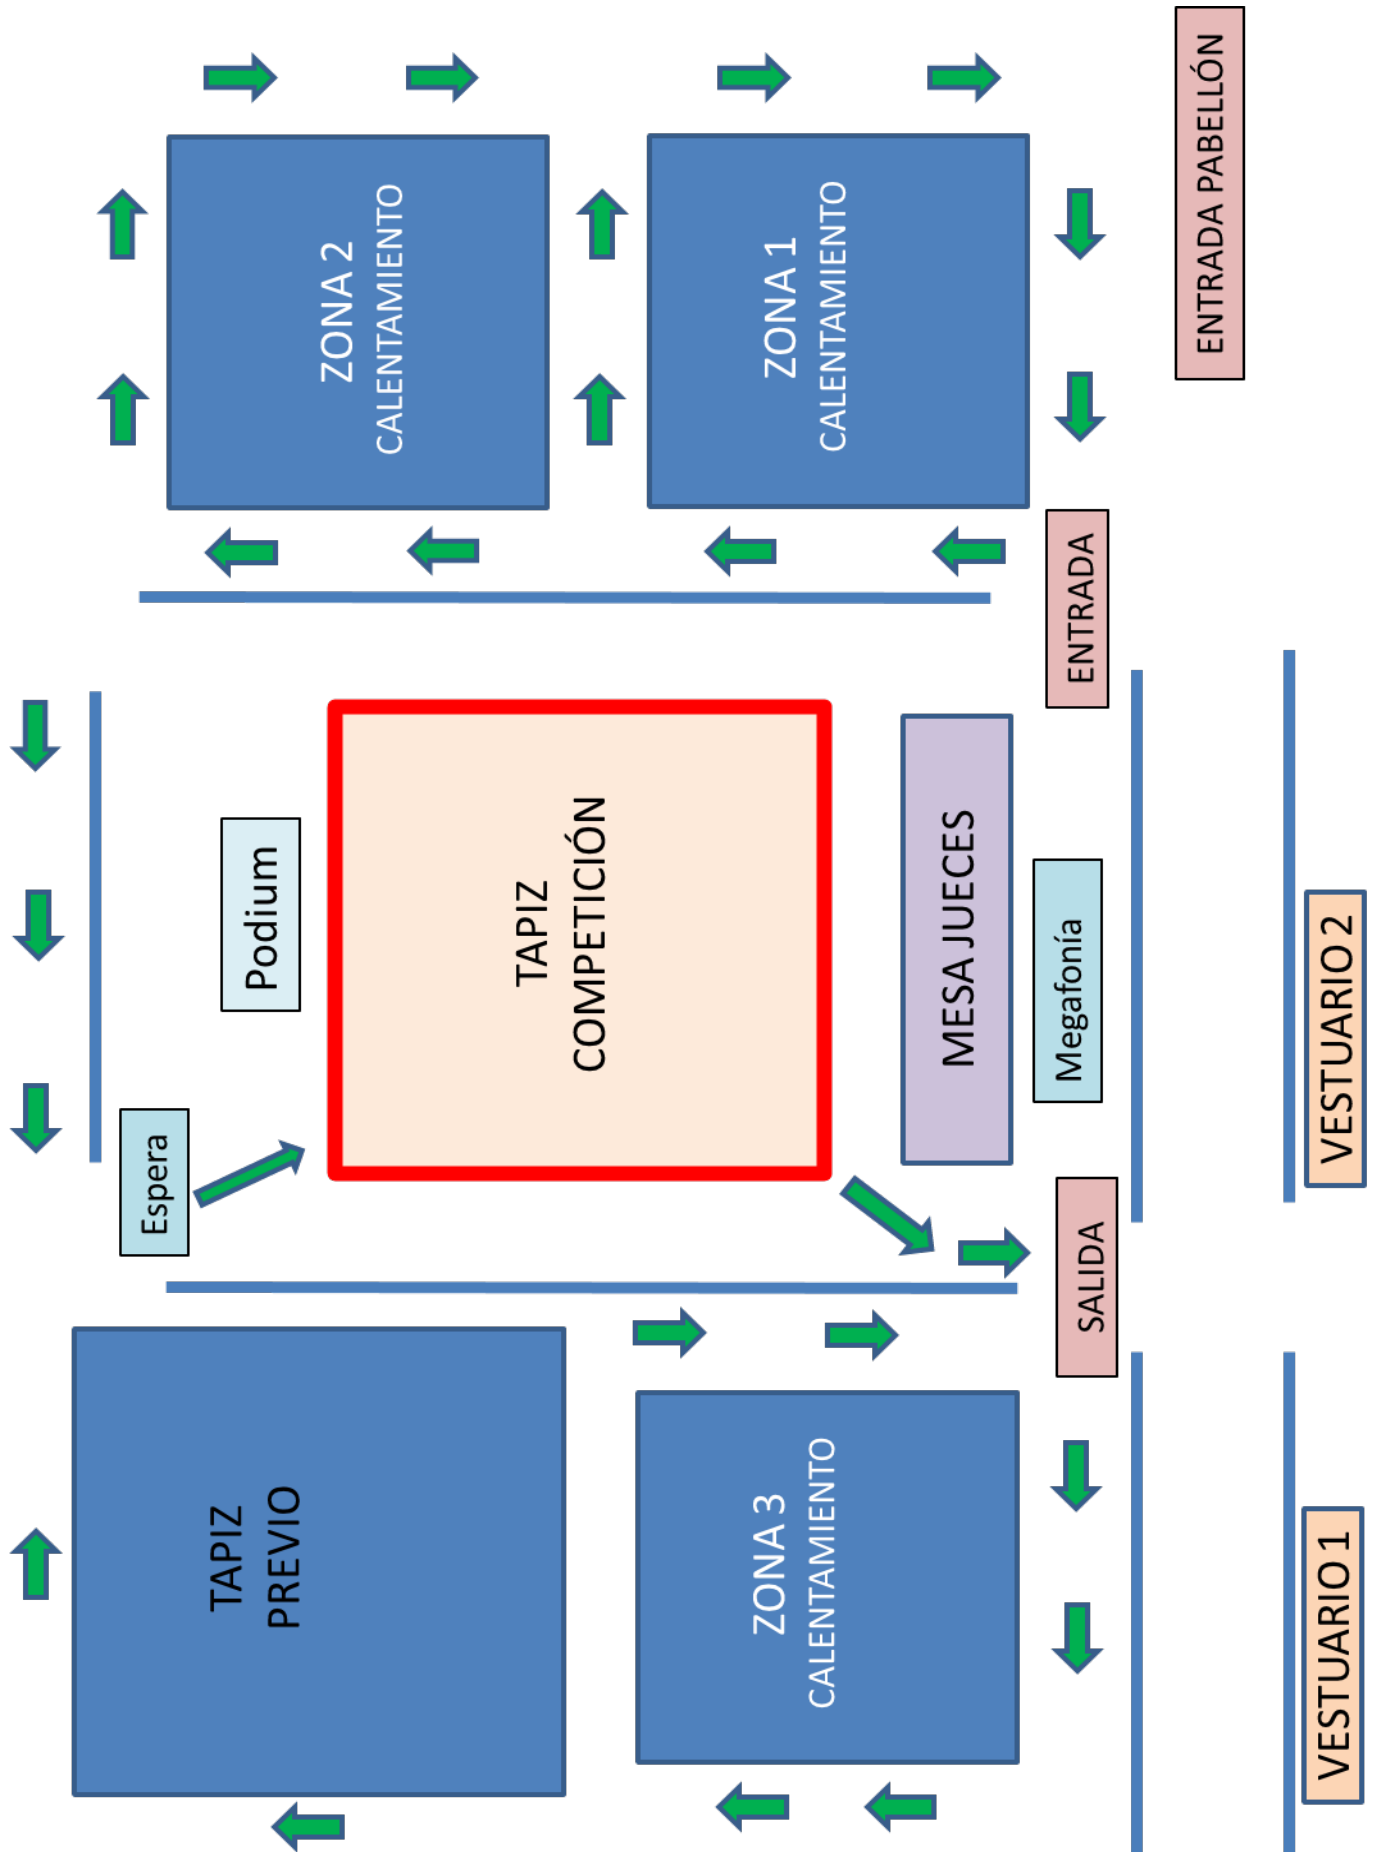 TAPIZ
PREVIO
Espera
Podium
ZONA 2
CALENTAMIENTO
TAPIZ
COMPETICIÓN
ZONA 3
CALENTAMIENTO
ZONA 1
CALENTAMIENTO
MESA JUECES
Megafonía
SALIDA
ENTRADA
ENTRADA PABELLÓN
VESTUARIO 1
VESTUARIO 2